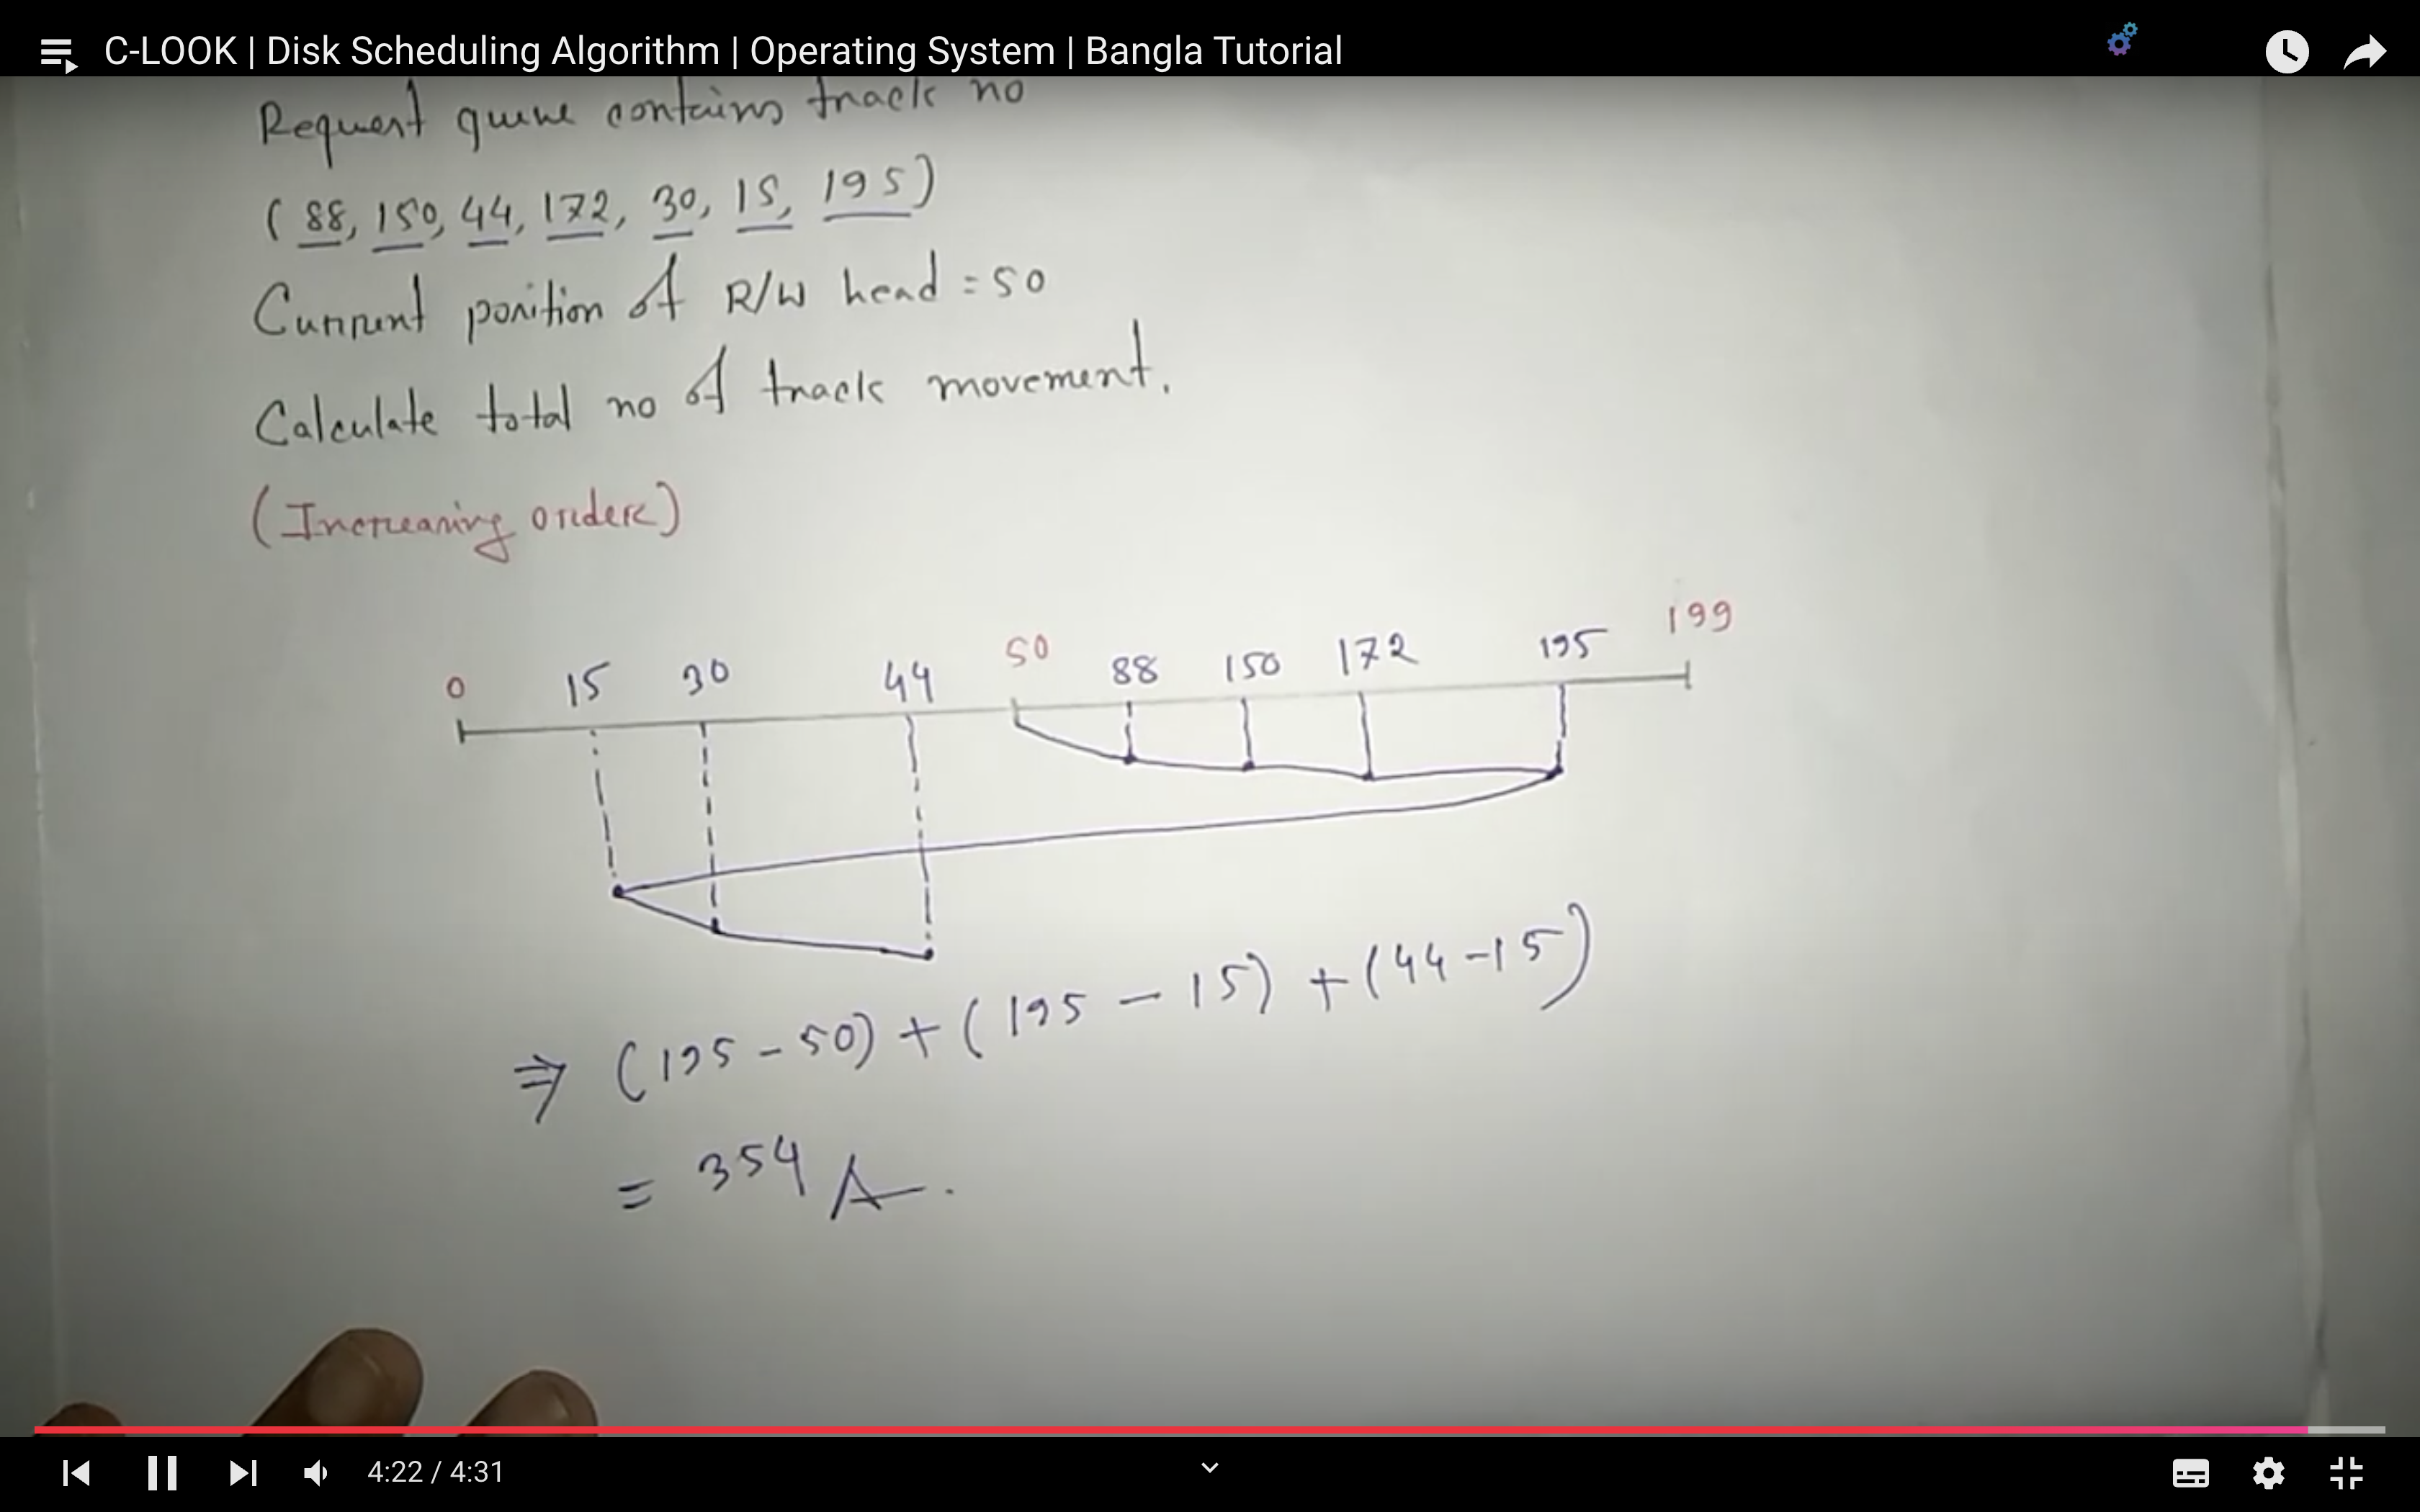 C-LOOK | Disk Scheduling Algorithm | Operating System | Bangla Tutorial
Request queue contains track no
(88, 150, 44, 172, 30, 15, 195)
Current position of R/W head = 50
Calculate total no of track movement.
(Increasing order)
0 15 30 44 50 88 150 172 195 199
⇒ (195 - 50) + (195 - 15) + (44 - 15)
= 354 A.
4:22 / 4:31